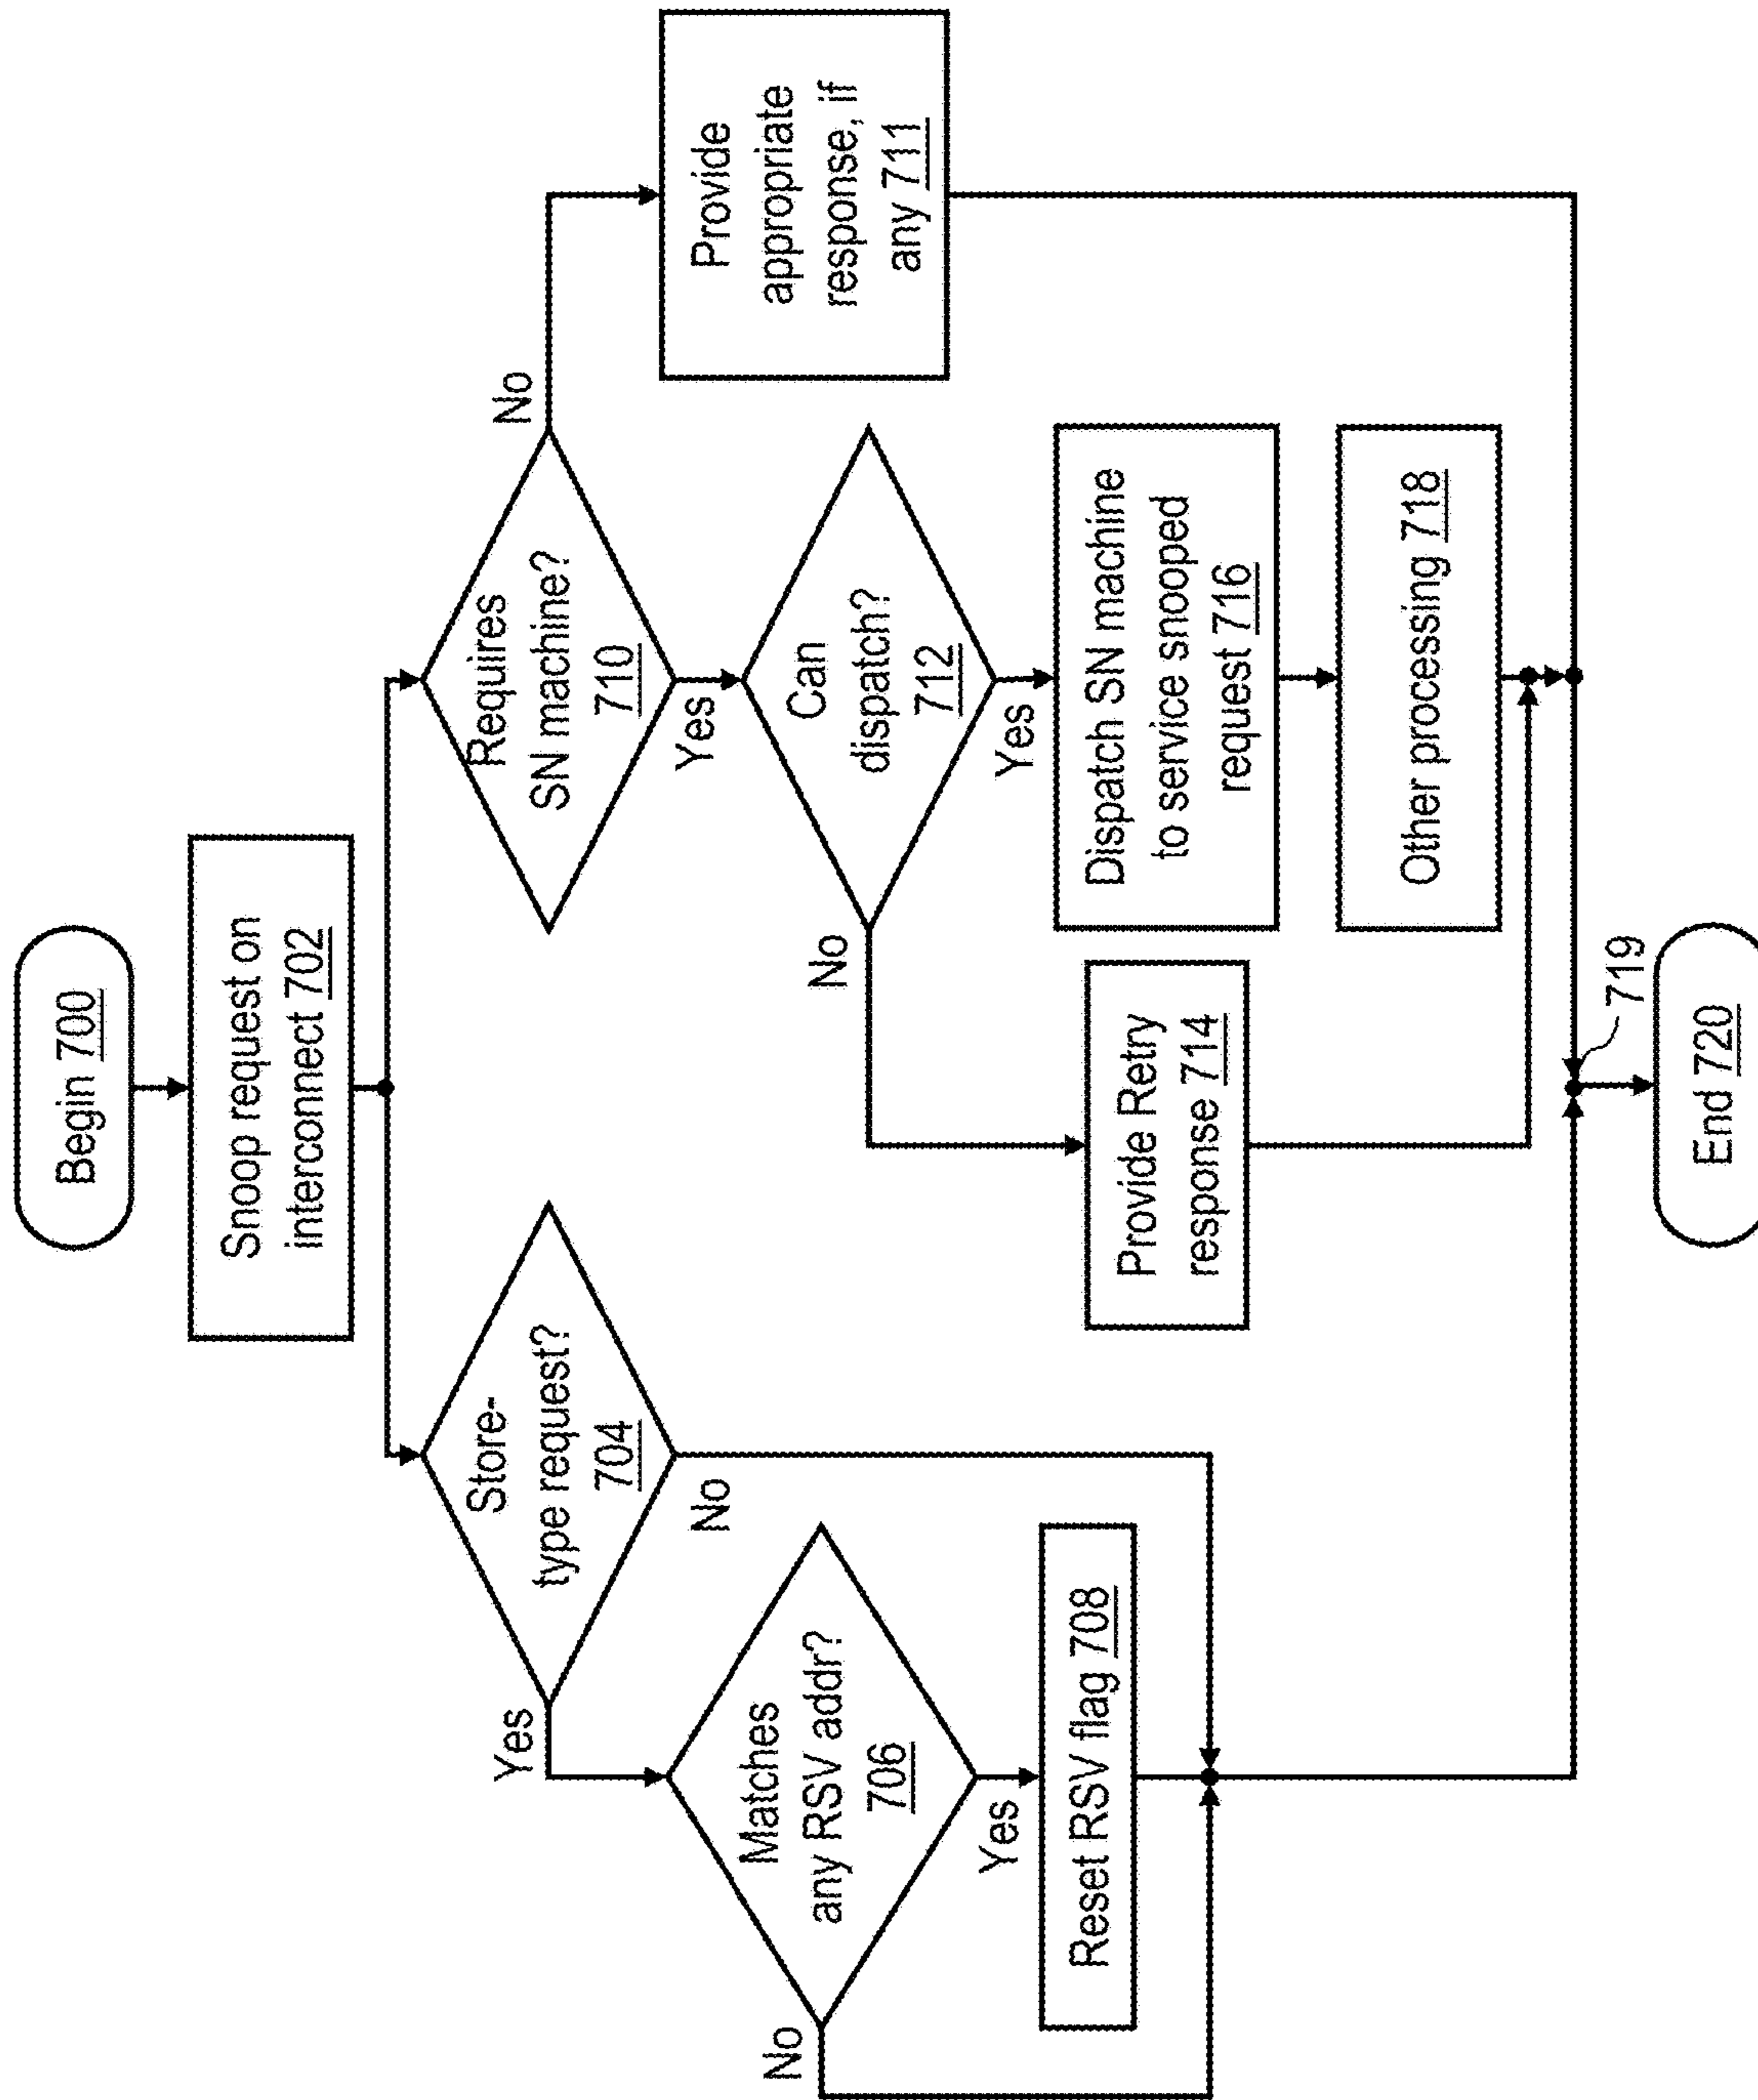 Begin 700
Snoop request on
interconnect 702
Store-
type request?
704
Yes
No
Matches
any RSV addr?
706
No
Yes
Reset RSV flag 708
Requires
SN machine?
710
No
Yes
Provide
appropriate
response, if
any 711
Can
dispatch?
712
No
Yes
Provide Retry
response 714
Dispatch SN machine
to service snooped
request 716
Other processing 718
719
End 720